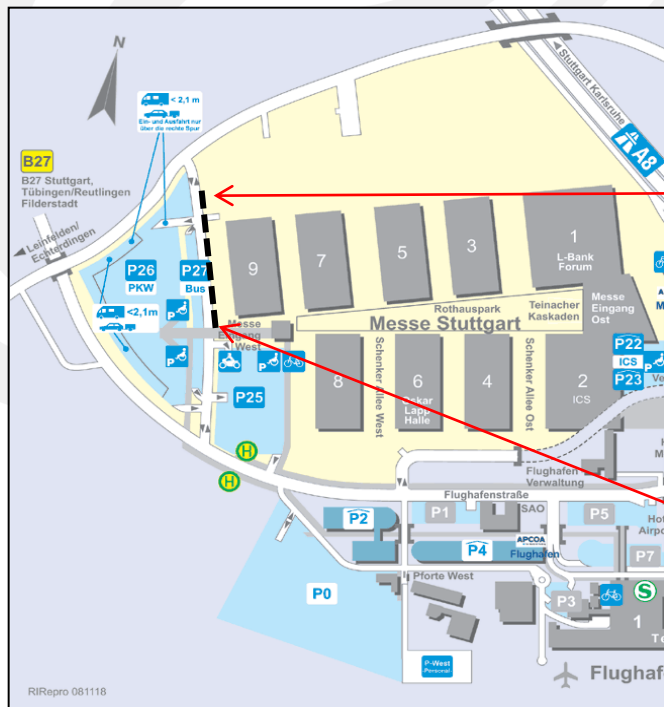 N
< 2,1 m
Ein- und Ausfahrt nur
über die rechte Spur
Stuttgart Karlsruhe
A8
B27
B27 Stuttgart,
Tübingen/Reutlingen
Filderstadt
Leinfelden/
Echterdingen
P26
PKW
P27
Bus
<2,1m
P
P
9
7
5
3
1
L-Bank
Forum
Rothauspark
Teinacher
Kaskaden
Messe
Eingang
Ost
Messe Stuttgart
Messe
Eingang
West
P
P25
8
Schenker Allee West
6
Oskar
Lapp
Halle
4
Schenker Allee Ost
2
ICS
P22
ICS
P23
P
H
H
Flughafen
Verwaltung
Flughafenstraße
P2
P1
SAO
P5
APCOA
Flughafen
P4
P7
P0
Pforte West
P3
S
1
P-West
Personal
RIRepro 081118